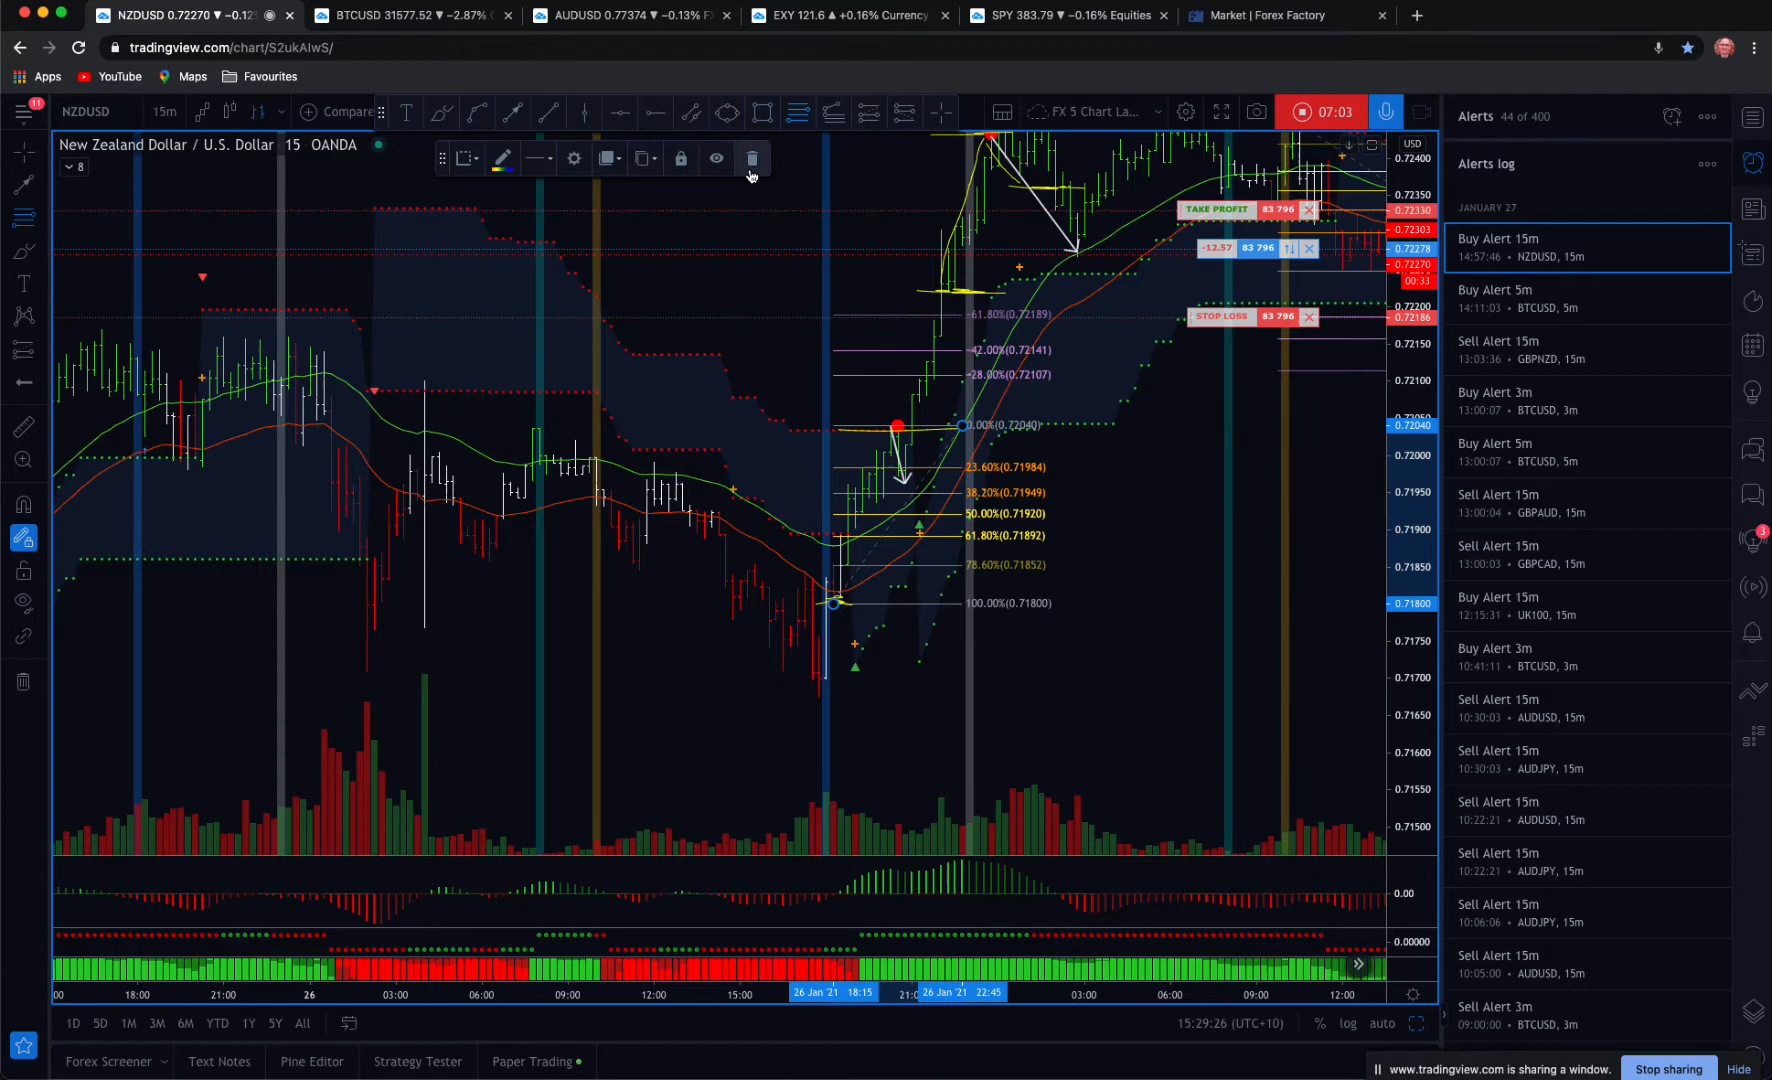 NZDUSD 0.72270 ▼ −0.12%
BTCUSD 31577.52 ▼ −2.87%
AUDUSD 0.77374 ▼ −0.13%
EXY 121.6 ▲ +0.16% Currency
SPY 383.79 ▼ −0.16% Equities
Market | Forex Factory
tradingview.com/chart/S2ukAlwS/
Apps YouTube Maps Favourites
11
NZDUSD 15m Compare
FX 5 Chart La...
07:03
New Zealand Dollar / U.S. Dollar 15 OANDA
8
USD
0.72400
0.72350
0.72330
0.72303
0.72278
0.72270
00:33
0.72200
0.72186
0.72150
0.72100
0.72050
0.72040
0.72000
0.71950
0.71900
0.71850
0.71800
0.71750
0.71700
0.71650
0.71600
0.71550
0.71500
0.00
0.00000
TAKE PROFIT 83 796
-12.57 83 796
STOP LOSS 83 796
-61.80%(0.72189)
-42.00%(0.72141)
-28.00%(0.72107)
0.00%(0.72040)
23.60%(0.71984)
38.20%(0.71949)
50.00%(0.71920)
61.80%(0.71892)
78.60%(0.71852)
100.00%(0.71800)
18:00 21:00 26 03:00 06:00 09:00 12:00 15:00 26 Jan '21 18:15 26 Jan '21 22:45 03:00 06:00 09:00 12:00
1D 5D 1M 3M 6M YTD 1Y 5Y All
15:29:26 (UTC+10) % log auto
Forex Screener Text Notes Pine Editor Strategy Tester Paper Trading
Alerts 44 of 400
Alerts log
JANUARY 27
Buy Alert 15m
14:57:46 • NZDUSD, 15m
Buy Alert 5m
14:11:03 • BTCUSD, 5m
Sell Alert 15m
13:03:36 • GBPNZD, 15m
Buy Alert 3m
13:00:07 • BTCUSD, 3m
Buy Alert 5m
13:00:07 • BTCUSD, 5m
Sell Alert 15m
13:00:04 • GBPAUD, 15m
Sell Alert 15m
13:00:03 • GBPCAD, 15m
Buy Alert 15m
12:15:31 • UK100, 15m
Buy Alert 3m
10:41:11 • BTCUSD, 3m
Sell Alert 15m
10:30:03 • AUDUSD, 15m
Sell Alert 15m
10:30:03 • AUDJPY, 15m
Sell Alert 15m
10:22:21 • AUDUSD, 15m
Sell Alert 15m
10:22:21 • AUDJPY, 15m
Sell Alert 15m
10:06:06 • AUDJPY, 15m
Sell Alert 15m
10:05:00 • AUDUSD, 15m
Sell Alert 3m
09:00:00 • BTCUSD, 3m
3
www.tradingview.com is sharing a window. Stop sharing Hide